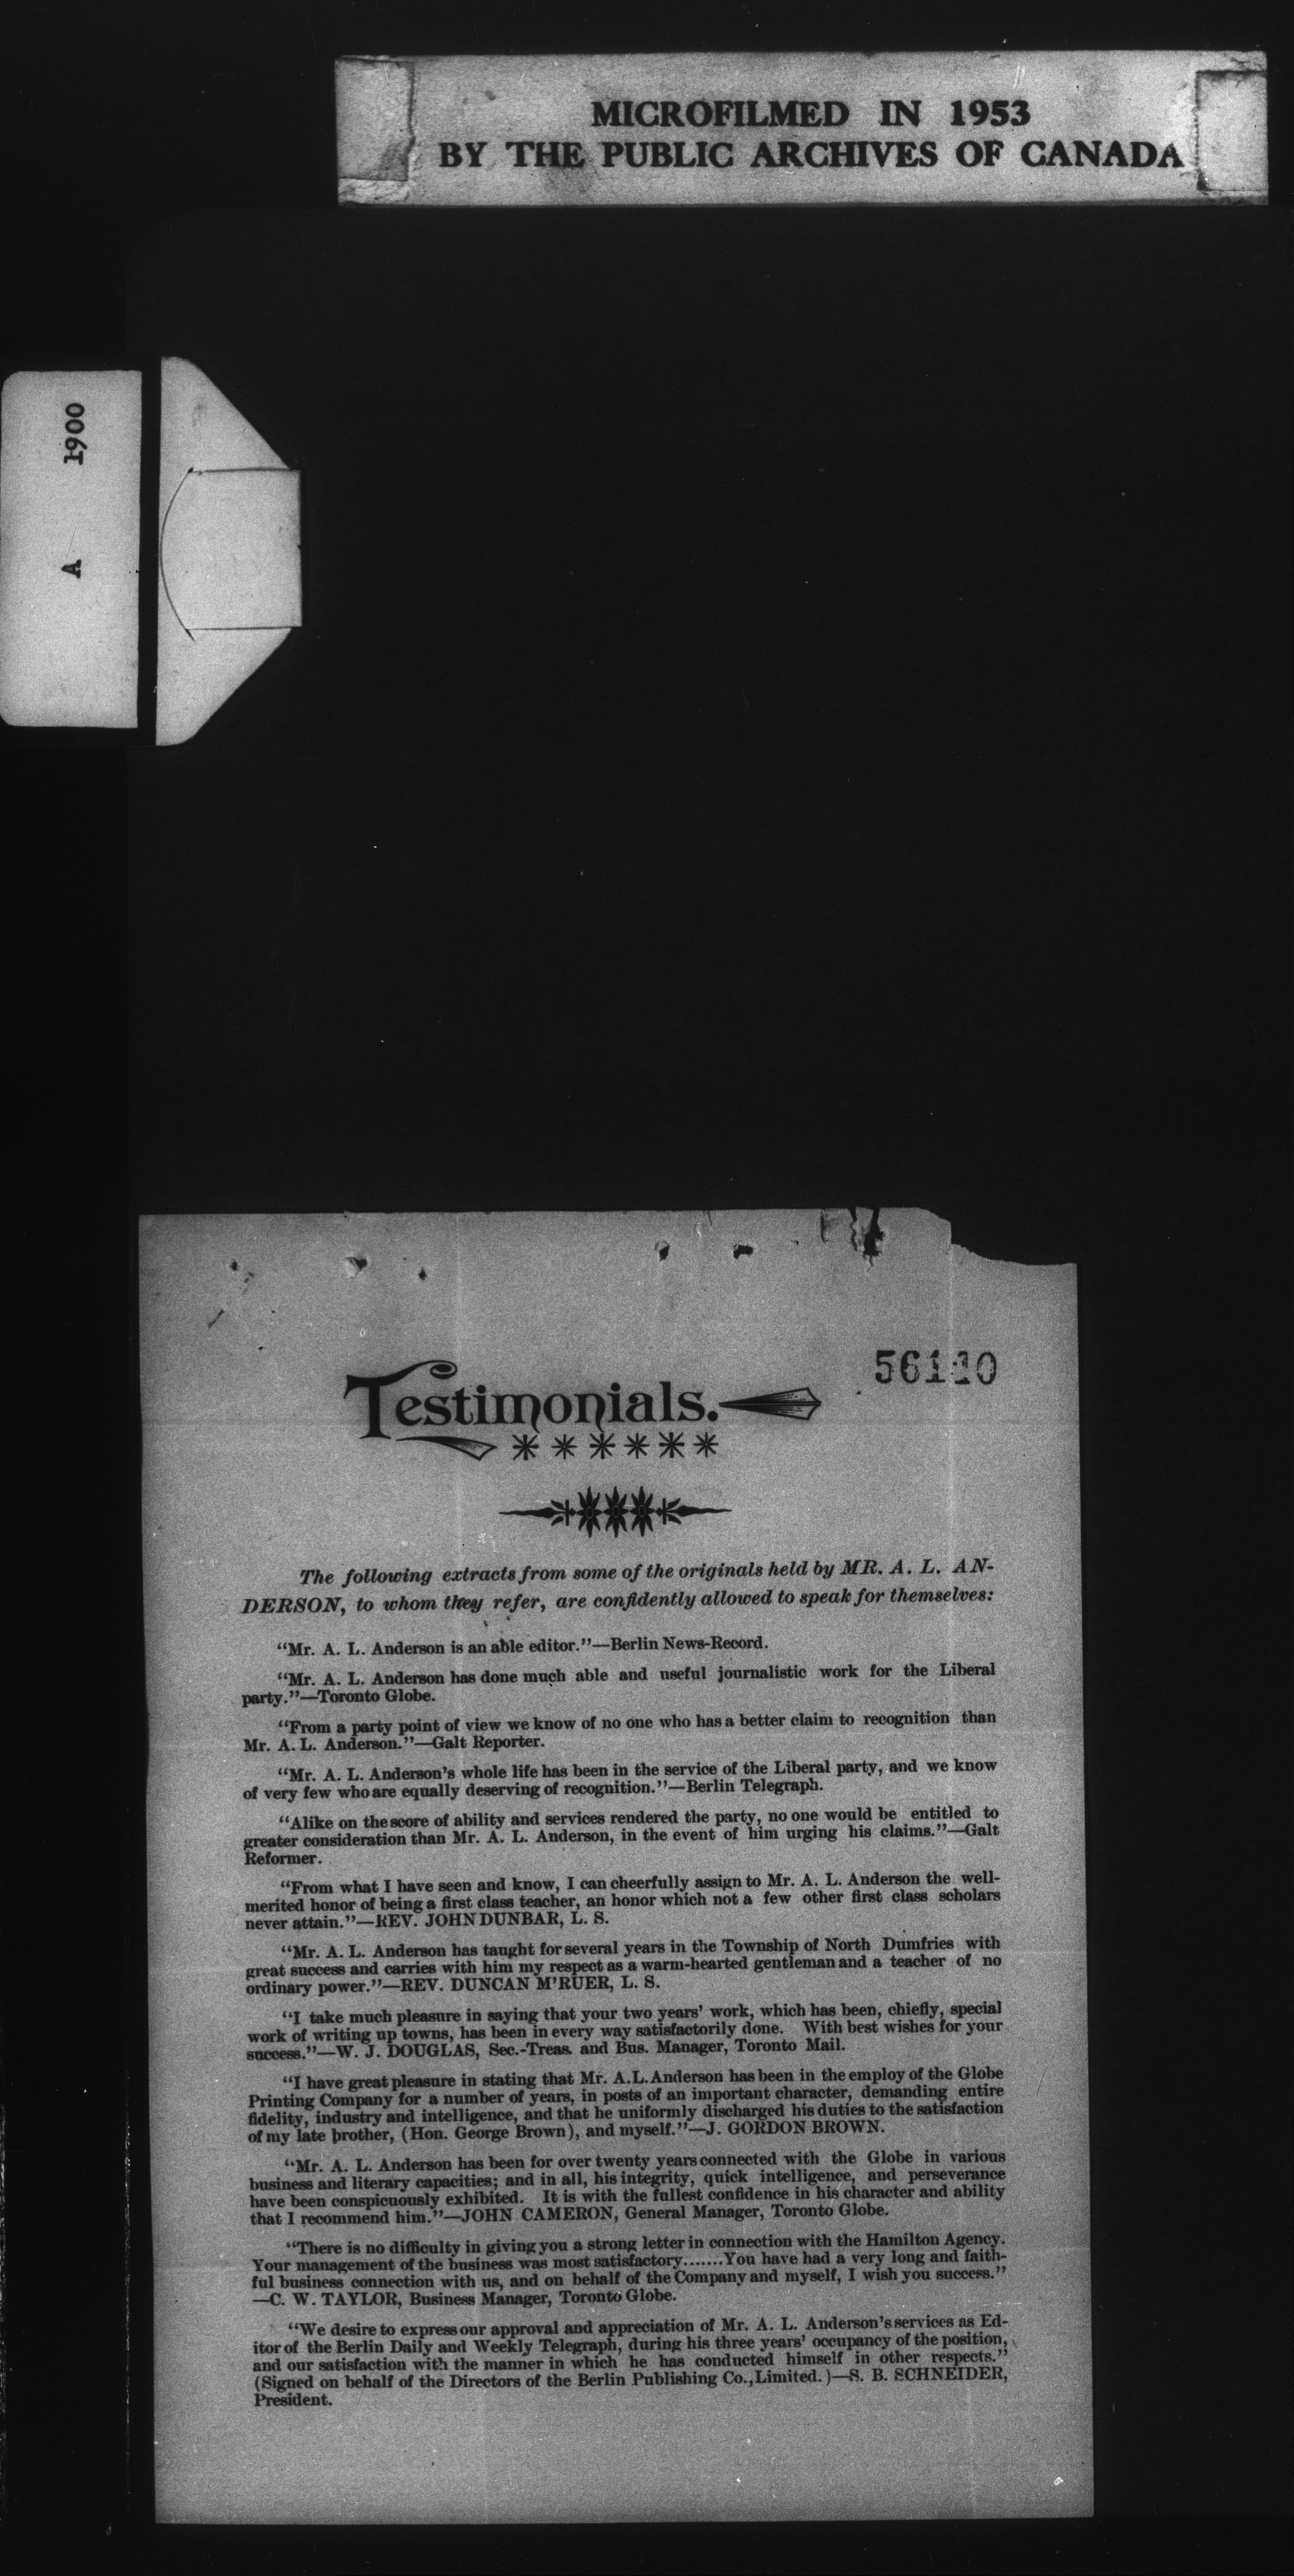 MICROFILMED IN 1953
BY THE PUBLIC ARCHIVES OF CANADA
A 1900
56110
Testimonials.
The following extracts from some of the originals held by MR. A. L. AN-
DERSON, to whom they refer, are confidently allowed to speak for themselves:
"Mr. A. L. Anderson is an able editor."—Berlin News-Record.
"Mr. A. L. Anderson has done much able and useful journalistic work for the Liberal
party."—Toronto Globe.
"From a party point of view we know of no one who has a better claim to recognition than
Mr. A. L. Anderson."—Galt Reporter.
"Mr. A. L. Anderson's whole life has been in the service of the Liberal party, and we know
of very few who are equally deserving of recognition."—Berlin Telegraph.
"Alike on the score of ability and services rendered the party, no one would be entitled to
greater consideration than Mr. A. L. Anderson, in the event of him urging his claims."—Galt
Reformer.
"From what I have seen and know, I can cheerfully assign to Mr. A. L. Anderson the well-
merited honor of being a first class teacher, an honor which not a few other first class scholars
never attain."—REV. JOHN DUNBAR, L. S.
"Mr. A. L. Anderson has taught for several years in the Township of North Dumfries with
great success and carries with him my respect as a warm-hearted gentleman and a teacher of no
ordinary power."—REV. DUNCAN M'RUER, L. S.
"I take much pleasure in saying that your two years' work, which has been, chiefly, special
work of writing up towns, has been in every way satisfactorily done. With best wishes for your
success."—W. J. DOUGLAS, Sec.-Treas. and Bus. Manager, Toronto Mail.
"I have great pleasure in stating that Mr. A.L. Anderson has been in the employ of the Globe
Printing Company for a number of years, in posts of an important character, demanding entire
fidelity, industry and intelligence, and that he uniformly discharged his duties to the satisfaction
of my late brother, (Hon. George Brown), and myself."—J. GORDON BROWN.
"Mr. A. L. Anderson has been for over twenty years connected with the Globe in various
business and literary capacities; and in all, his integrity, quick intelligence, and perseverance
have been conspicuously exhibited. It is with the fullest confidence in his character and ability
that I recommend him."—JOHN CAMERON, General Manager, Toronto Globe.
"There is no difficulty in giving you a strong letter in connection with the Hamilton Agency.
Your management of the business was most satisfactory.......You have had a very long and faith-
ful business connection with us, and on behalf of the Company and myself, I wish you success."
—C. W. TAYLOR, Business Manager, Toronto Globe.
"We desire to express our approval and appreciation of Mr. A. L. Anderson's services as Ed-
itor of the Berlin Daily and Weekly Telegraph, during his three years' occupancy of the position,
and our satisfaction with the manner in which he has conducted himself in other respects."
(Signed on behalf of the Directors of the Berlin Publishing Co., Limited.)—S. B. SCHNEIDER,
President.